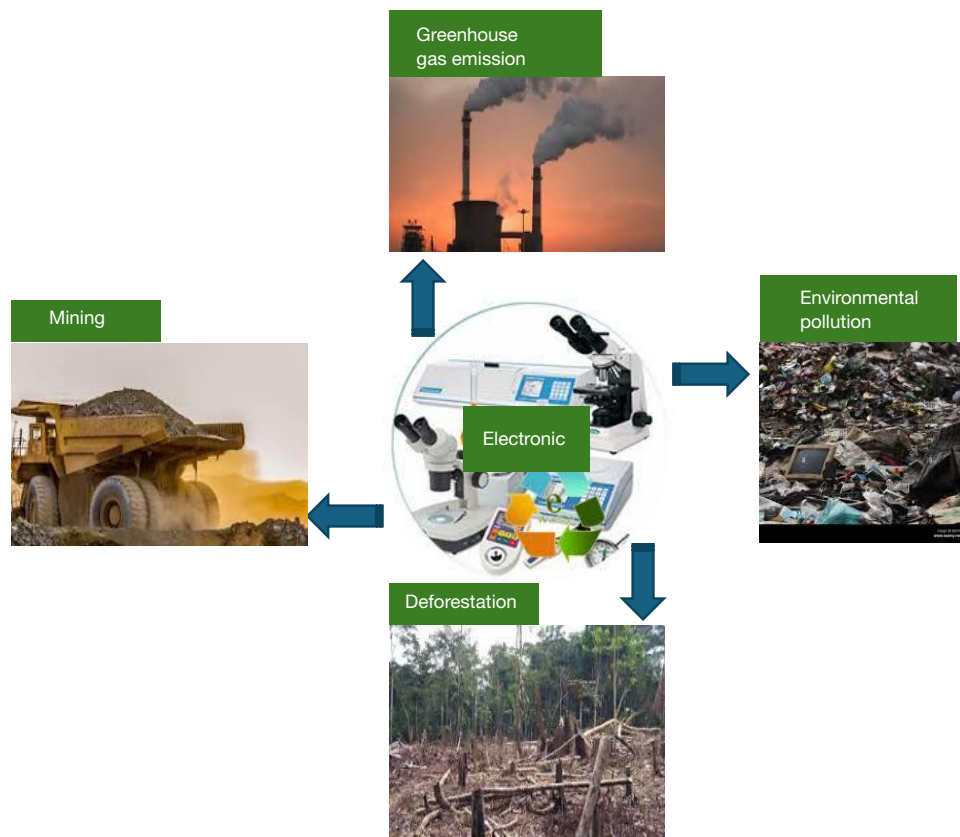 Greenhouse
gas emission
Mining
Environmental
pollution
Electronic
Deforestation